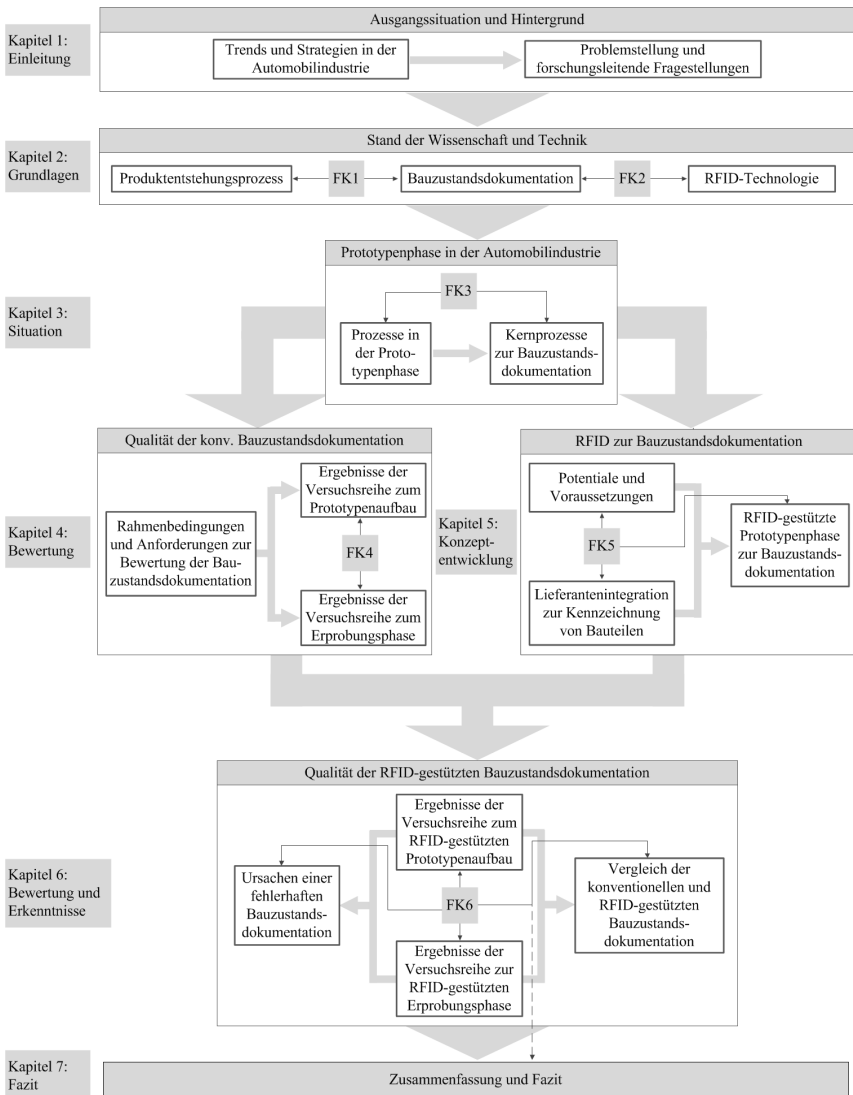 Kapitel 1:
Einleitung
Ausgangssituation und Hintergrund
Trends und Strategien in der
Automobilindustrie
Problemstellung und
forschungsleitende Fragestellungen
Kapitel 2:
Grundlagen
Stand der Wissenschaft und Technik
Produktentstehungsprozess
FK1
Bauzustandsdokumentation
FK2
RFID-Technologie
Kapitel 3:
Situation
Prototypenphase in der Automobilindustrie
FK3
Prozesse in
der Proto-
typenphase
Kernprozesse
zur Bauzustands-
dokumentation
Kapitel 4:
Bewertung
Qualität der konv. Bauzustandsdokumentation
Rahmenbedingungen
und Anforderungen zur
Bewertung der Bau-
zustandsdokumentation
Ergebnisse der
Versuchsreihe zum
Prototypenaufbau
FK4
Ergebnisse der
Versuchsreihe zum
Erprobungsphase
Kapitel 5:
Konzept-
entwicklung
RFID zur Bauzustandsdokumentation
Potentiale und
Voraussetzungen
FK5
Lieferantenintegration
zur Kennzeichnung
von Bauteilen
RFID-gestützte
Prototypenphase
zur Bauzustands-
dokumentation
Kapitel 6:
Bewertung und
Erkenntnisse
Qualität der RFID-gestützten Bauzustandsdokumentation
Ursachen einer
fehlerhaften
Bauzustands-
dokumentation
Ergebnisse der
Versuchsreihe zum
RFID-gestützten
Prototypenaufbau
FK6
Ergebnisse der
Versuchsreihe zur
RFID-gestützten
Erprobungsphase
Vergleich der
konventionellen und
RFID-gestützten
Bauzustands-
dokumentation
Kapitel 7:
Fazit
Zusammenfassung und Fazit